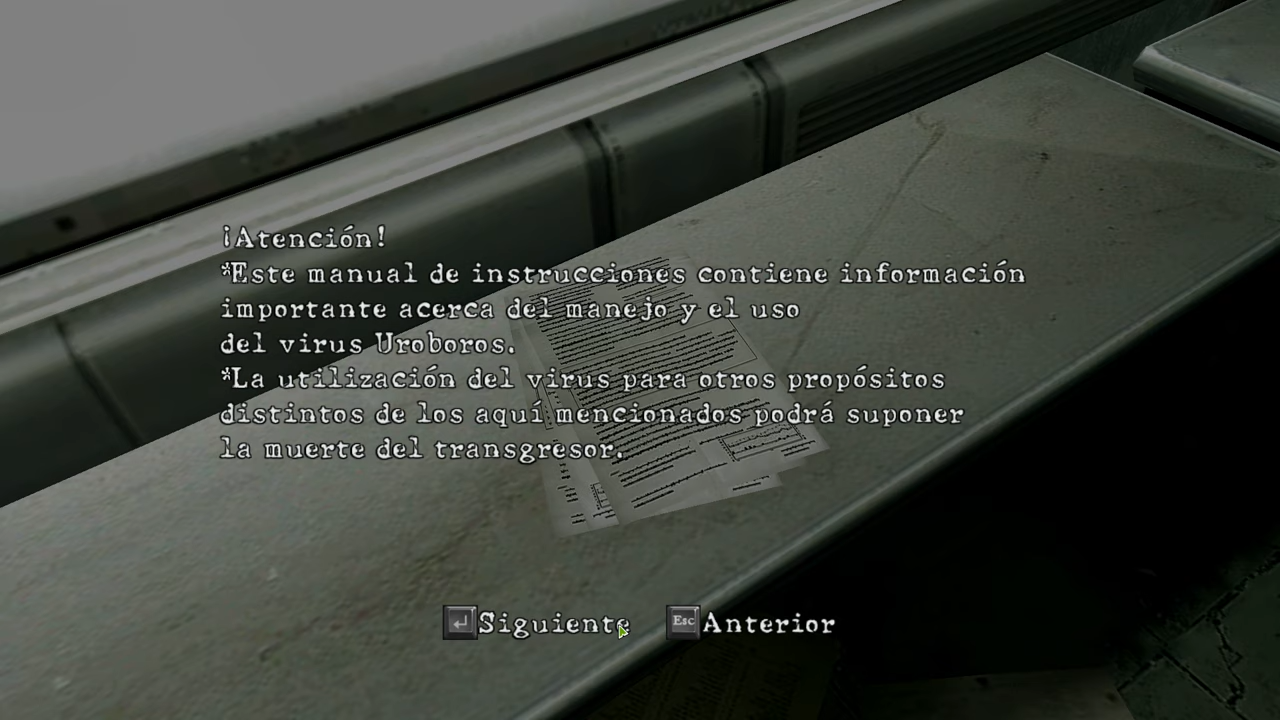 ¡Atención!
*Este manual de instrucciones contiene información
importante acerca del manejo y el uso
del virus Uroboros.
*La utilización del virus para otros propósitos
distintos de los aquí mencionados podrá suponer
la muerte del transgresor.
Siguiente Esc Anterior